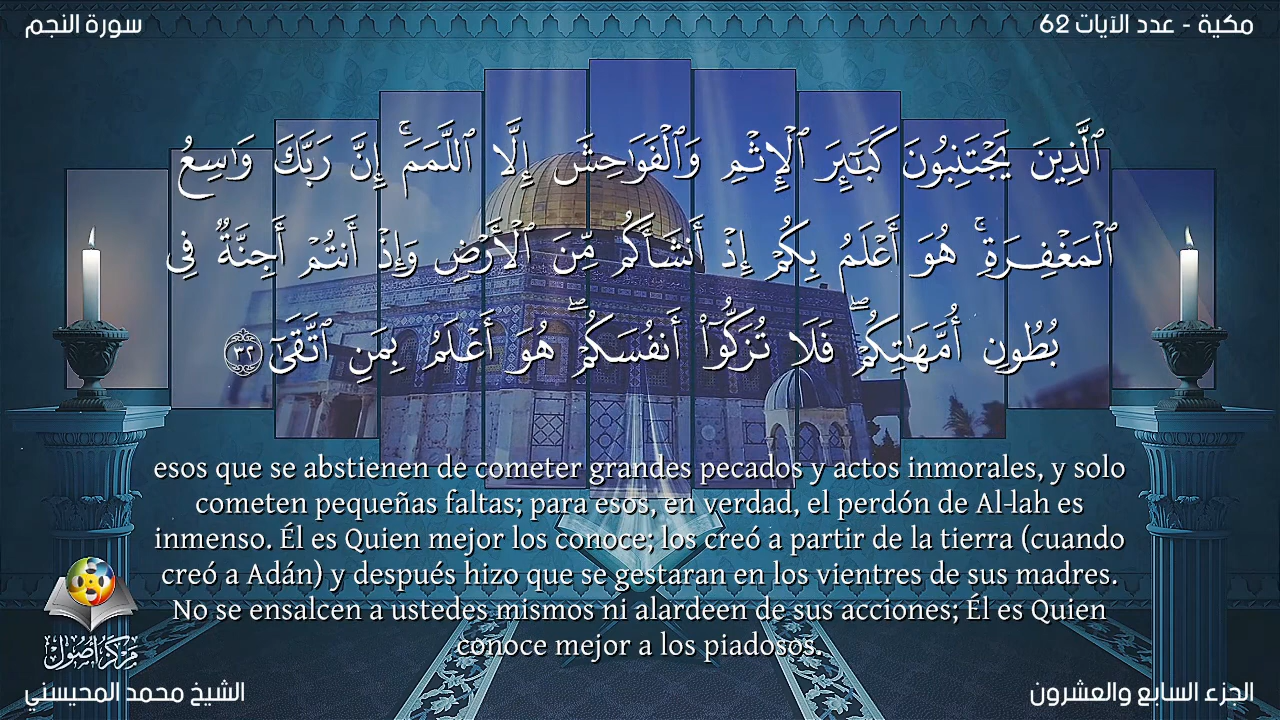 سورة النجم
مكية - عدد الآيات 62
ٱلَّذِينَ يَجۡتَنِبُونَ كَبَٰٓئِرَ ٱلۡإِثۡمِ وَٱلۡفَوَٰحِشَ إِلَّا ٱللَّمَمَۚ إِنَّ رَبَّكَ وَٰسِعُ
ٱلۡمَغۡفِرَةِۚ هُوَ أَعۡلَمُ بِكُمۡ إِذۡ أَنشَأَكُم مِّنَ ٱلۡأَرۡضِ وَإِذۡ أَنتُمۡ أَجِنَّةٞ فِي
بُطُونِ أُمَّهَٰتِكُمۡۖ فَلَا تُزَكُّوٓاْ أَنفُسَكُمۡۖ هُوَ أَعۡلَمُ بِمَنِ ٱتَّقَىٰٓ ٣٢
esos que se abstienen de cometer grandes pecados y actos inmorales, y solo
cometen pequeñas faltas; para esos, en verdad, el perdón de Al-lah es
inmenso. Él es Quien mejor los conoce; los creó a partir de la tierra (cuando
creó a Adán) y después hizo que se gestaran en los vientres de sus madres.
No se ensalcen a ustedes mismos ni alardeen de sus acciones; Él es Quien
conoce mejor a los piadosos.
مركز أصول
الشيخ محمد المحيسني
الجزء السابع والعشرون